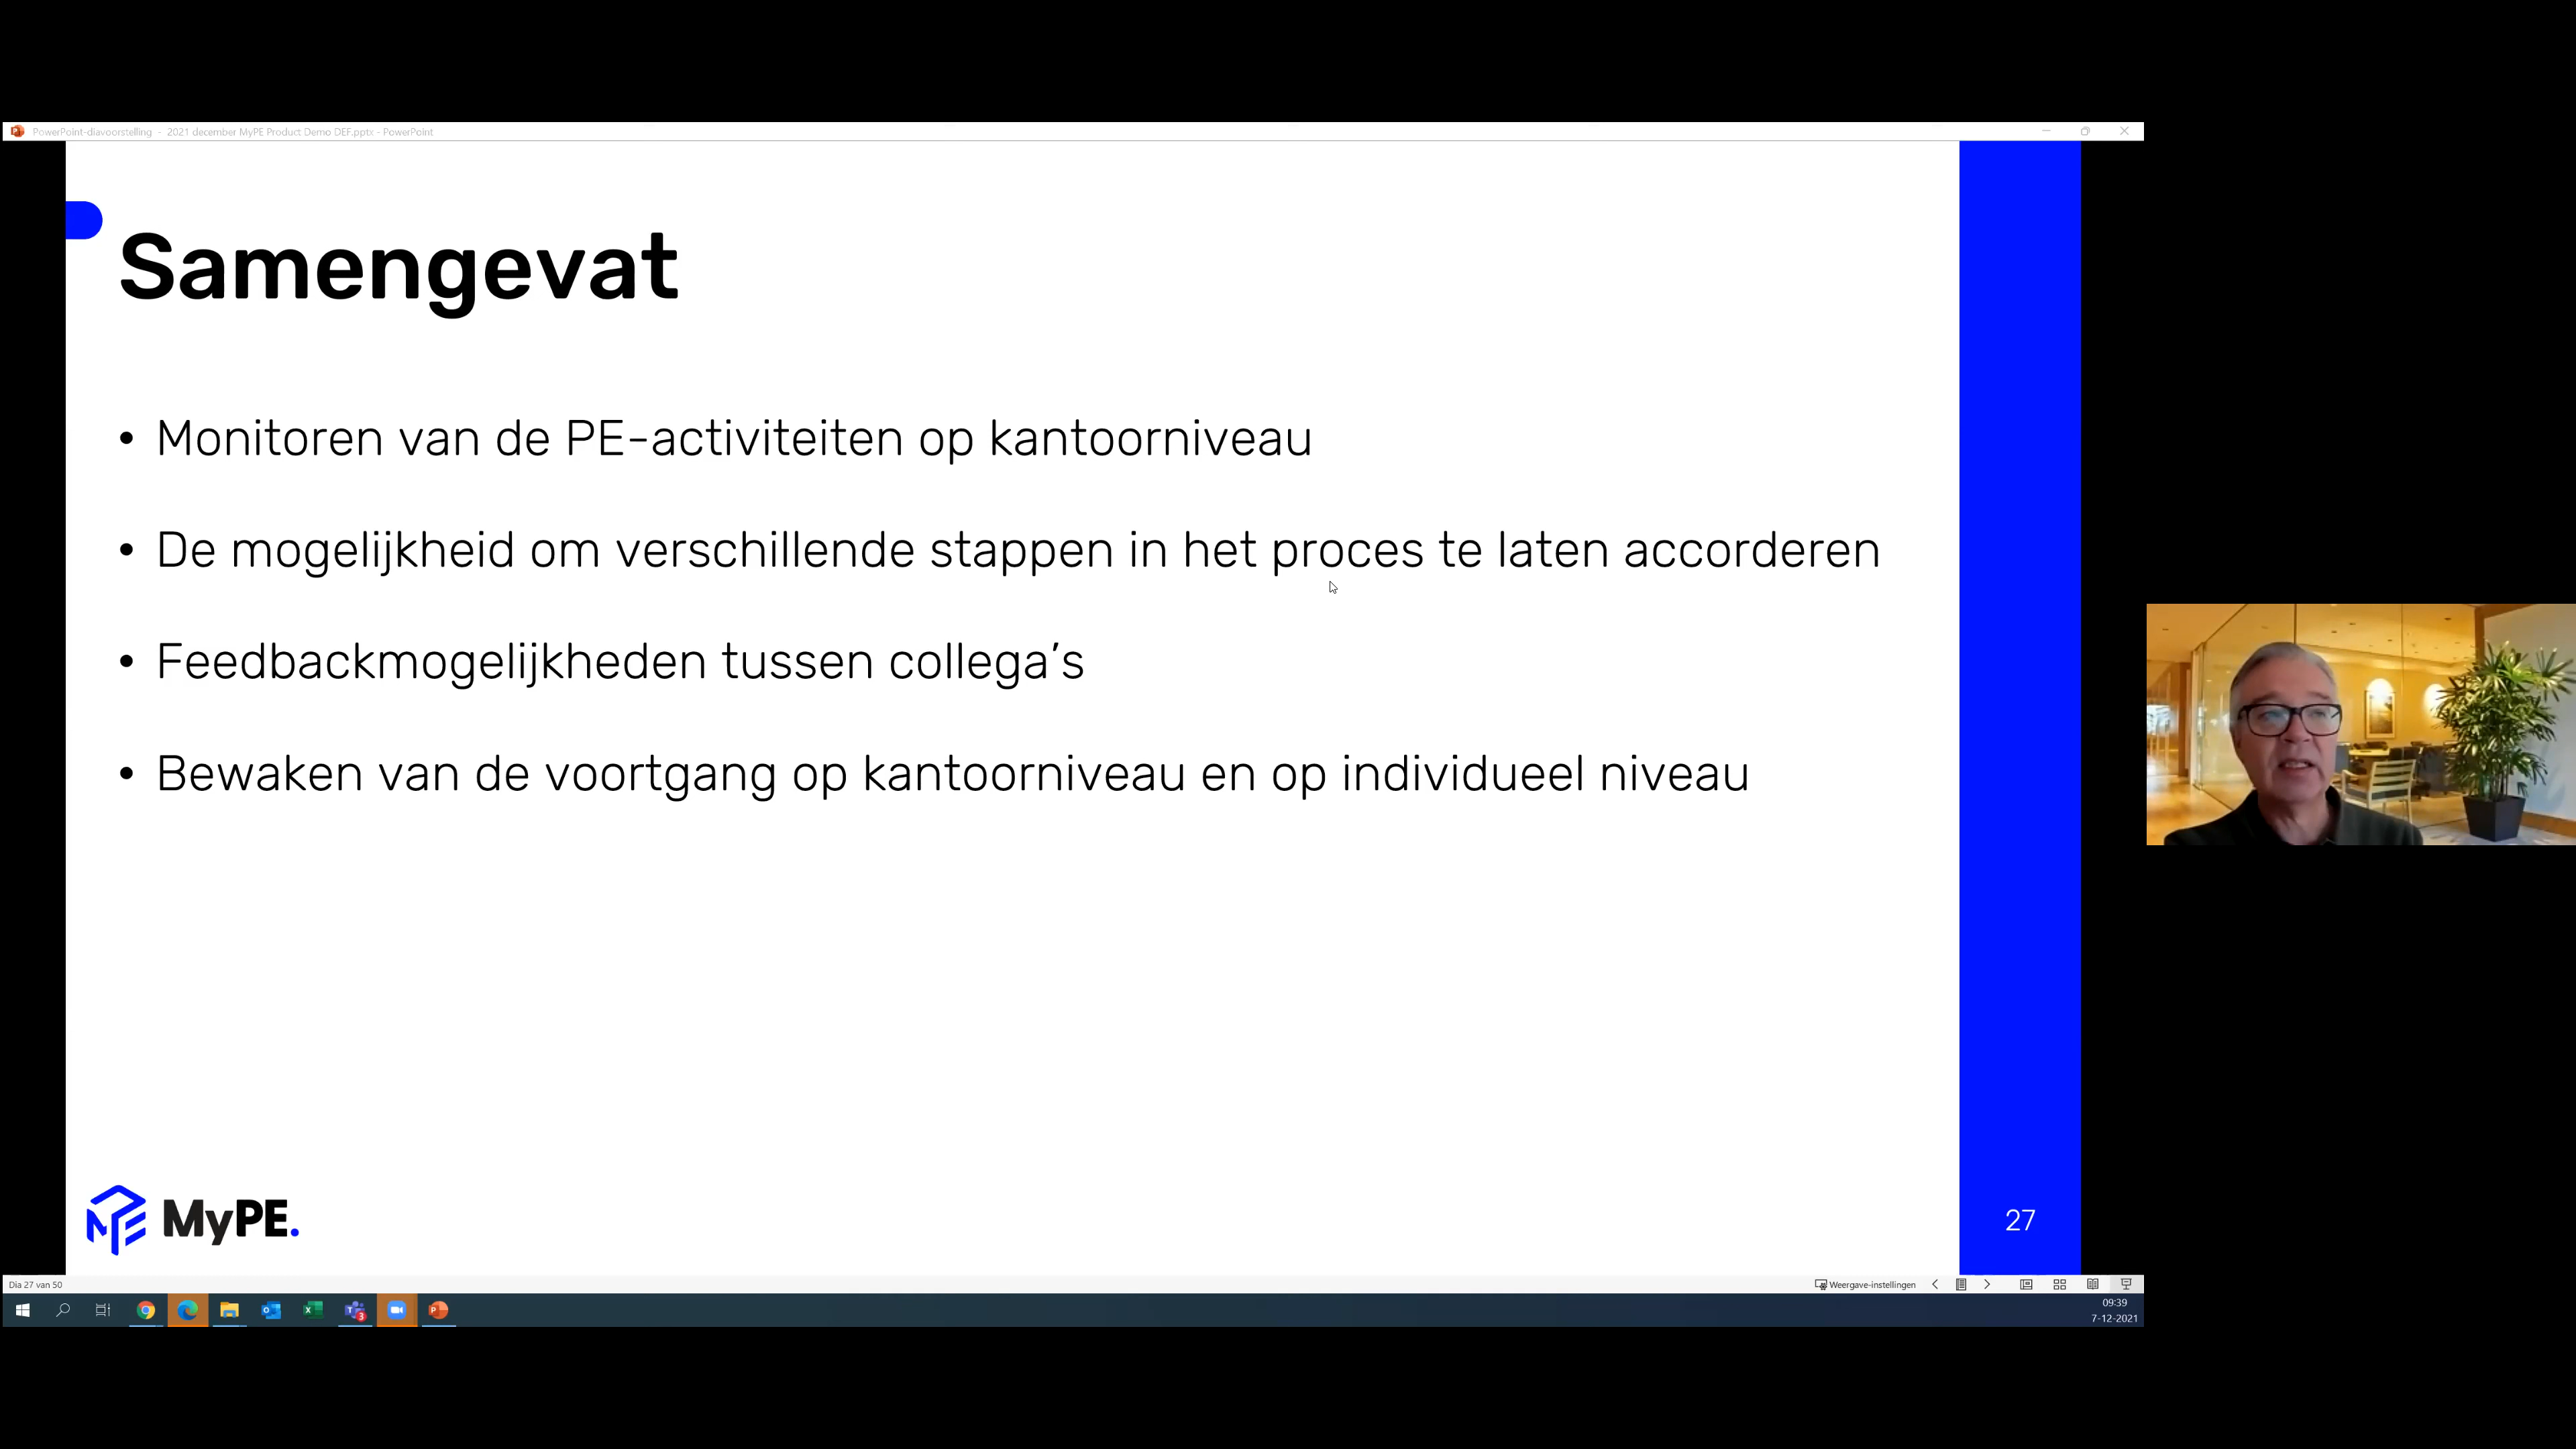 PowerPoint-diavoorstelling - 2021 december MyPE Product Demo DEF.pptx - PowerPoint
Samengevat
• Monitoren van de PE-activiteiten op kantoorniveau
• De mogelijkheid om verschillende stappen in het proces te laten accorderen
• Feedbackmogelijkheden tussen collega's
• Bewaken van de voortgang op kantoorniveau en op individueel niveau
MyPE.
27
Dia 27 van 50
Weergave-instellingen
3
09:39
7-12-2021